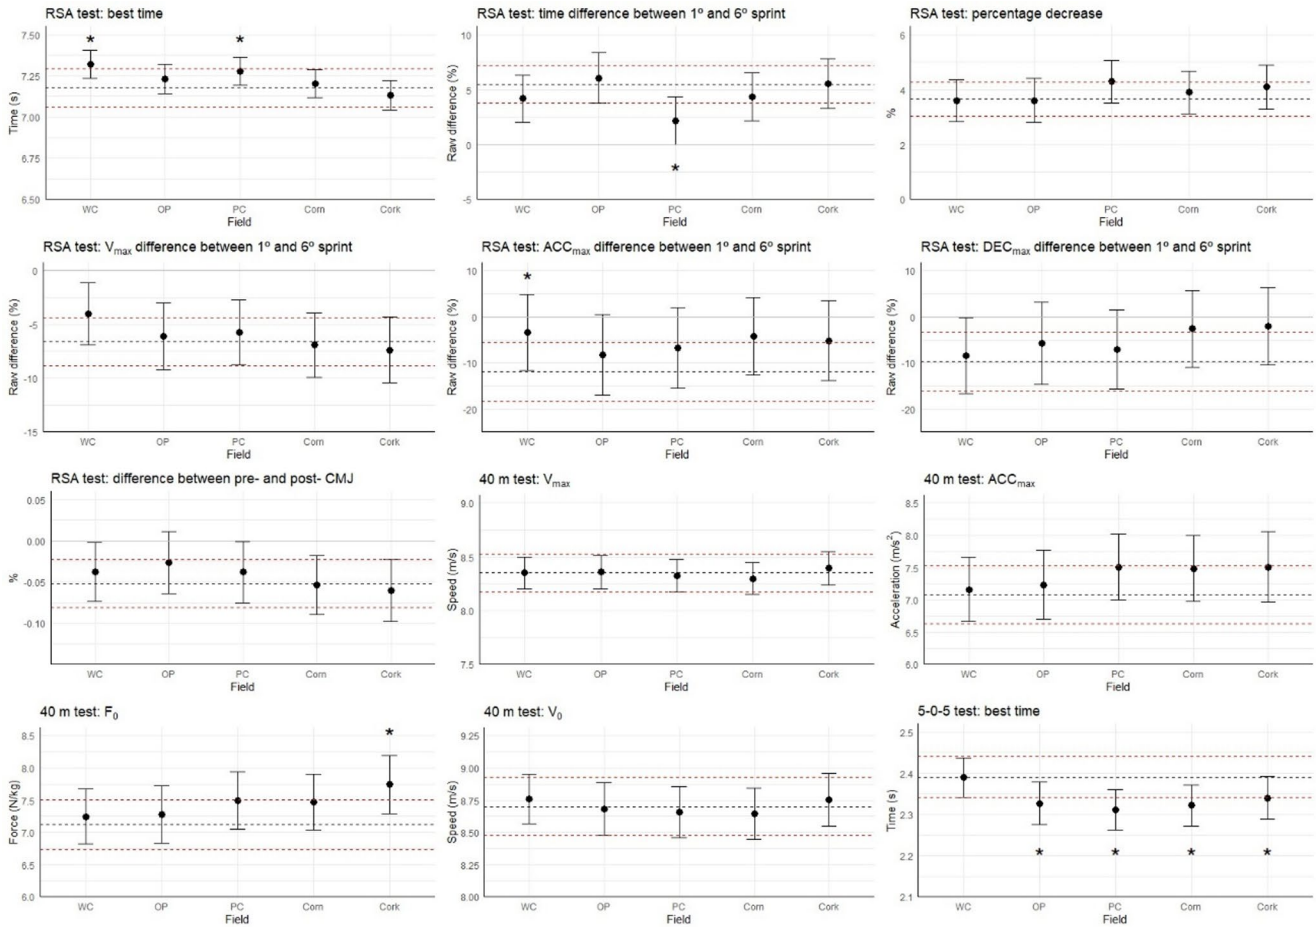 RSA test: best time
Time (s)
7.50
7.25
7.00
6.75
6.50
*
*
WC OP PC Corn Cork
Field
RSA test: time difference between 1º and 6º sprint
Raw difference (%)
10
5
0
-5
*
WC OP PC Corn Cork
Field
RSA test: percentage decrease
%
6
4
2
0
WC OP PC Corn Cork
Field
RSA test: Vmax difference between 1º and 6º sprint
Raw difference (%)
0
-5
-10
-15
WC OP PC Corn Cork
Field
RSA test: ACCmax difference between 1º and 6º sprint
Raw difference (%)
10
0
-10
-20
*
WC OP PC Corn Cork
Field
RSA test: DECmax difference between 1º and 6º sprint
Raw difference (%)
10
0
-10
-20
WC OP PC Corn Cork
Field
RSA test: difference between pre- and post- CMJ
%
0.05
0.00
-0.05
-0.10
WC OP PC Corn Cork
Field
40 m test: Vmax
Speed (m/s)
9.0
8.5
8.0
7.5
WC OP PC Corn Cork
Field
40 m test: ACCmax
Acceleration (m/s²)
8.5
8.0
7.5
7.0
6.5
6.0
WC OP PC Corn Cork
Field
40 m test: F₀
Force (N/kg)
8.5
8.0
7.5
7.0
6.5
6.0
*
WC OP PC Corn Cork
Field
40 m test: V₀
Speed (m/s)
9.25
9.00
8.75
8.50
8.25
8.00
WC OP PC Corn Cork
Field
5-0-5 test: best time
Time (s)
2.5
2.4
2.3
2.2
2.1
* * * *
WC OP PC Corn Cork
Field